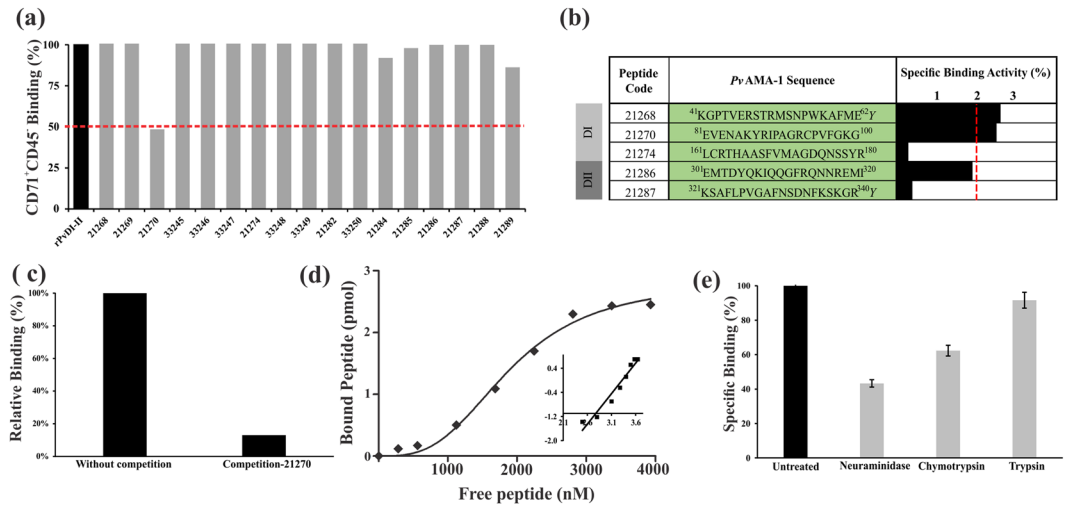 (a)
CD71+CD45- Binding (%)
100
75
50
25
0
rPvDI-II
21268
21269
21270
33245
33246
33247
21274
33248
33249
21282
33250
21284
21285
21286
21287
21288
21289
(b)
Peptide Code
Pv AMA-1 Sequence
Specific Binding Activity (%)
1 2 3
DI
21268 41KGPTVERSTRMSNPWKAFME62Y
21270 81EVENAKYRIPAGRCPVFGKG100
21274 161LCRTHAASFVMAGDQNSSYR180
DII
21286 301EMTDYQKIQQGFRQNNREMI320
21287 321KSAFLPVGAFNSDNFKSKGR340Y
( c)
Relative Binding (%)
100%
80%
60%
40%
20%
0%
Without competition
Competition-21270
(d)
Bound Peptide (pmol)
3
2
1
0
1000 2000 3000 4000
Free peptide (nM)
0.4
-0.4
-1.2
-2.0
2.1 2.6 3.1 3.6
(e)
Specific Binding (%)
100
80
60
40
20
0
Untreated
Neuraminidase
Chymotrypsin
Trypsin